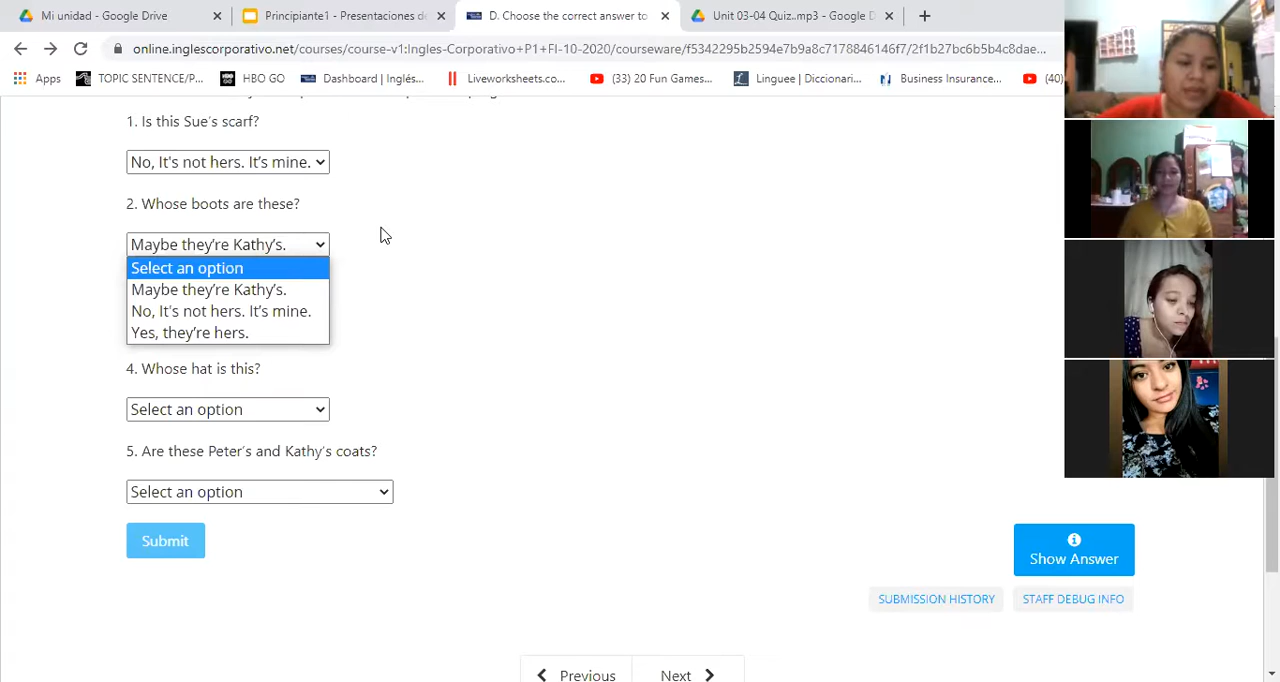 Mi unidad - Google Drive
Principiante1 - Presentaciones de
D. Choose the correct answer to
Unit 03-04 Quiz..mp3 - Google D
online.inglescorporativo.net/courses/course-v1:Ingles-Corporativo+P1+FI-10-2020/courseware/f5342295b2594e7b9a8c7178846146f7/2f1b27bc6b5b4c8dae...
Apps
TOPIC SENTENCE/P...
HBO GO
Dashboard | Inglés...
Liveworksheets.co...
(33) 20 Fun Games...
Linguee | Diccionari...
Business Insurance...
(40)
1. Is this Sue's scarf?
No, It's not hers. It's mine.
2. Whose boots are these?
Maybe they're Kathy's.
Select an option
Maybe they're Kathy's.
No, It's not hers. It's mine.
Yes, they're hers.
4. Whose hat is this?
Select an option
5. Are these Peter's and Kathy's coats?
Select an option
Submit
Show Answer
SUBMISSION HISTORY
STAFF DEBUG INFO
Previous
Next